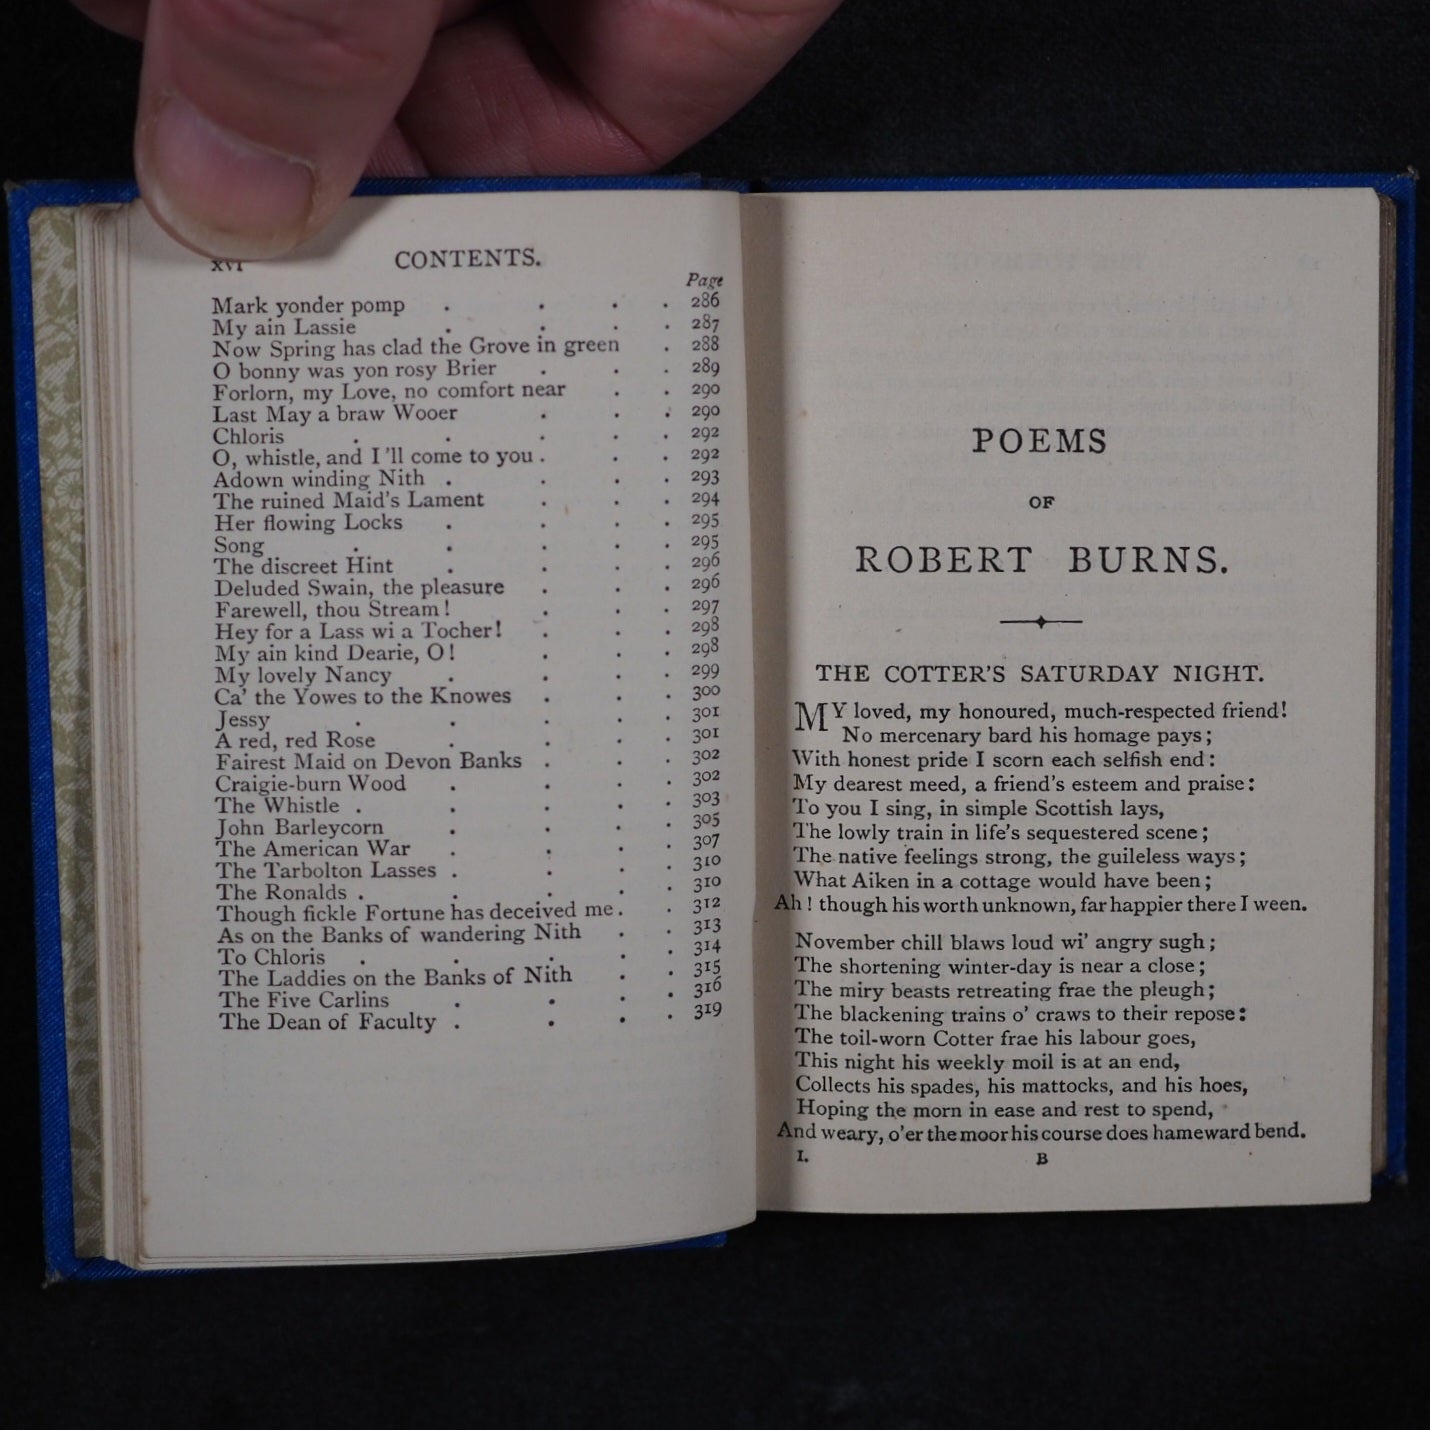 xvi CONTENTS.
Page
Mark yonder pomp . . . . 286
My ain Lassie . . . . 287
Now Spring has clad the Grove in green . 288
O bonny was yon rosy Brier . . . 289
Forlorn, my Love, no comfort near . . 290
Last May a braw Wooer . . . 290
Chloris . . . . . 292
O, whistle, and I'll come to you . . . 292
Adown winding Nith . . . . 293
The ruined Maid's Lament . . . 294
Her flowing Locks . . . . 295
Song . . . . . 295
The discreet Hint . . . . 296
Deluded Swain, the pleasure . . . 296
Farewell, thou Stream! . . . 297
Hey for a Lass wi a Tocher! . . . 298
My ain kind Dearie, O! . . . 298
My lovely Nancy . . . . 299
Ca' the Yowes to the Knowes . . . 300
Jessy . . . . . 301
A red, red Rose . . . . 301
Fairest Maid on Devon Banks . . . 302
Craigie-burn Wood . . . . 302
The Whistle . . . . 303
John Barleycorn . . . . 305
The American War . . . . 307
The Tarbolton Lasses . . . . 310
The Ronalds . . . . . 310
Though fickle Fortune has deceived me . . 312
As on the Banks of wandering Nith . . 313
To Chloris . . . . . 314
The Laddies on the Banks of Nith . . 315
The Five Carlins . . . . 316
The Dean of Faculty . . . . 319
POEMS
OF
ROBERT BURNS.
THE COTTER'S SATURDAY NIGHT.
MY loved, my honoured, much-respected friend!
No mercenary bard his homage pays;
With honest pride I scorn each selfish end:
My dearest meed, a friend's esteem and praise:
To you I sing, in simple Scottish lays,
The lowly train in life's sequestered scene;
The native feelings strong, the guileless ways;
What Aiken in a cottage would have been;
Ah! though his worth unknown, far happier there I ween.
November chill blaws loud wi' angry sugh;
The shortening winter-day is near a close;
The miry beasts retreating frae the pleugh;
The blackening trains o' craws to their repose:
The toil-worn Cotter frae his labour goes,
This night his weekly moil is at an end,
Collects his spades, his mattocks, and his hoes,
Hoping the morn in ease and rest to spend,
And weary, o'er the moor his course does hameward bend.
I. B